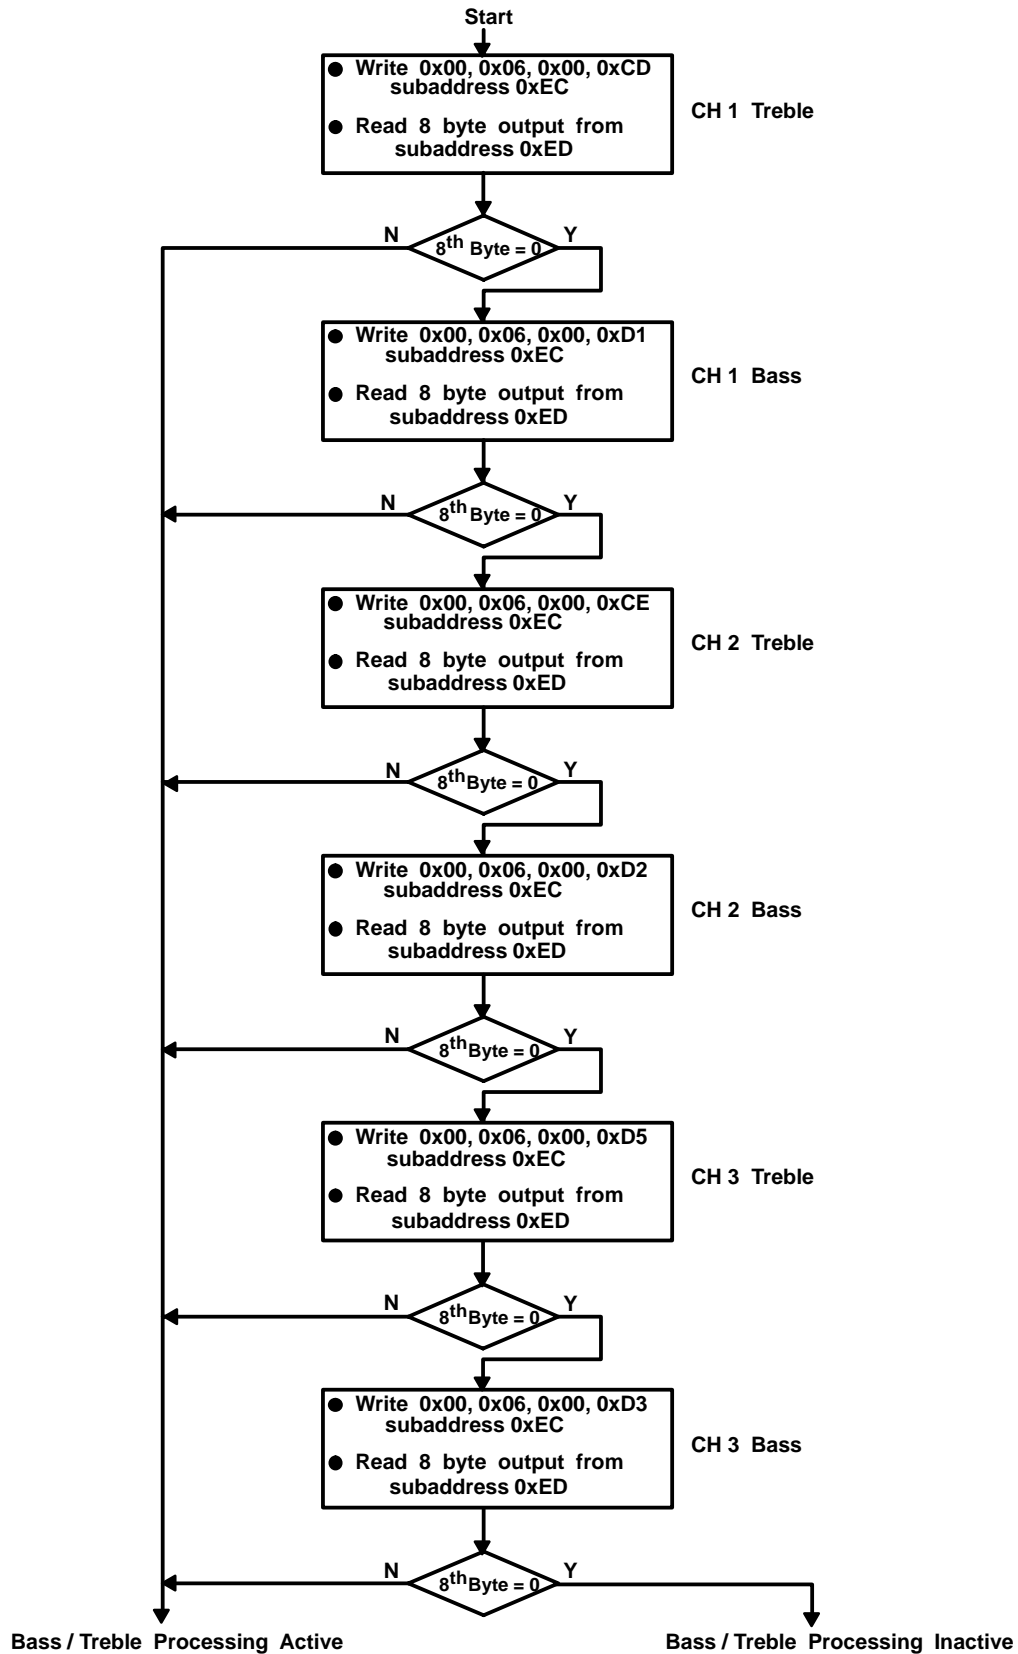 Start
● Write 0x00, 0x06, 0x00, 0xCD
subaddress 0xEC
● Read 8 byte output from
subaddress 0xED
CH 1 Treble
N
8th Byte = 0
Y
● Write 0x00, 0x06, 0x00, 0xD1
subaddress 0xEC
● Read 8 byte output from
subaddress 0xED
CH 1 Bass
N
8th Byte = 0
Y
● Write 0x00, 0x06, 0x00, 0xCE
subaddress 0xEC
● Read 8 byte output from
subaddress 0xED
CH 2 Treble
N
8th Byte = 0
Y
● Write 0x00, 0x06, 0x00, 0xD2
subaddress 0xEC
● Read 8 byte output from
subaddress 0xED
CH 2 Bass
N
8th Byte = 0
Y
● Write 0x00, 0x06, 0x00, 0xD5
subaddress 0xEC
● Read 8 byte output from
subaddress 0xED
CH 3 Treble
N
8th Byte = 0
Y
● Write 0x00, 0x06, 0x00, 0xD3
subaddress 0xEC
● Read 8 byte output from
subaddress 0xED
CH 3 Bass
N
8th Byte = 0
Y
Bass / Treble Processing Active
Bass / Treble Processing Inactive